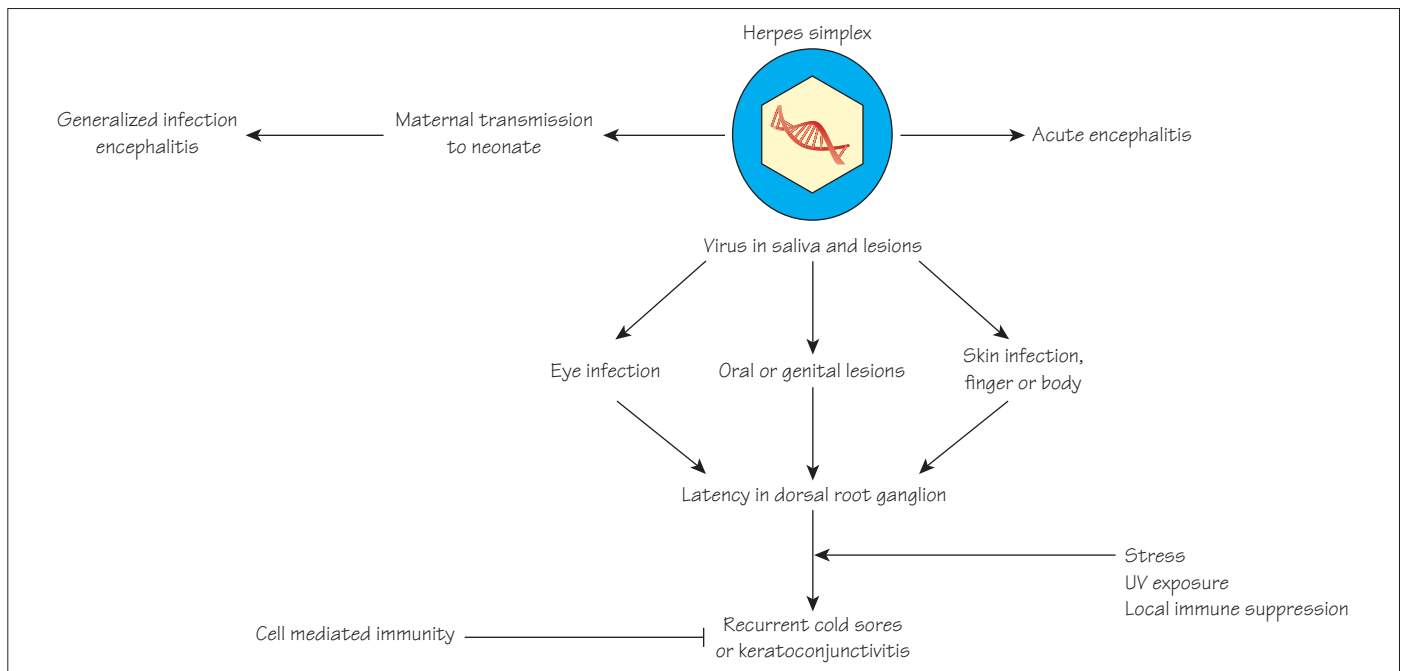 Herpes simplex
Generalized infection
encephalitis
Maternal transmission
to neonate
Acute encephalitis
Virus in saliva and lesions
Eye infection
Oral or genital lesions
Skin infection,
finger or body
Latency in dorsal root ganglion
Stress
UV exposure
Local immune suppression
Cell mediated immunity
Recurrent cold sores
or keratoconjunctivitis